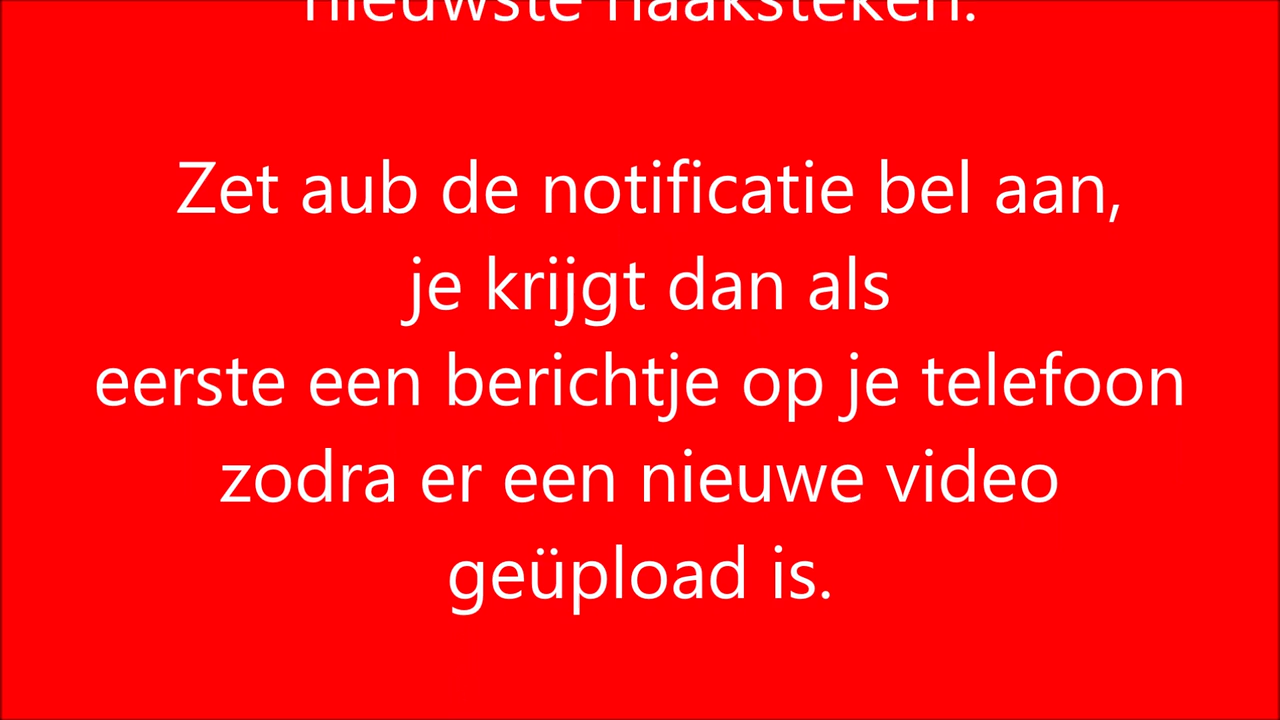 nieuwste haaksteken.
Zet aub de notificatie bel aan,
je krijgt dan als
eerste een berichtje op je telefoon
zodra er een nieuwe video
geüpload is.